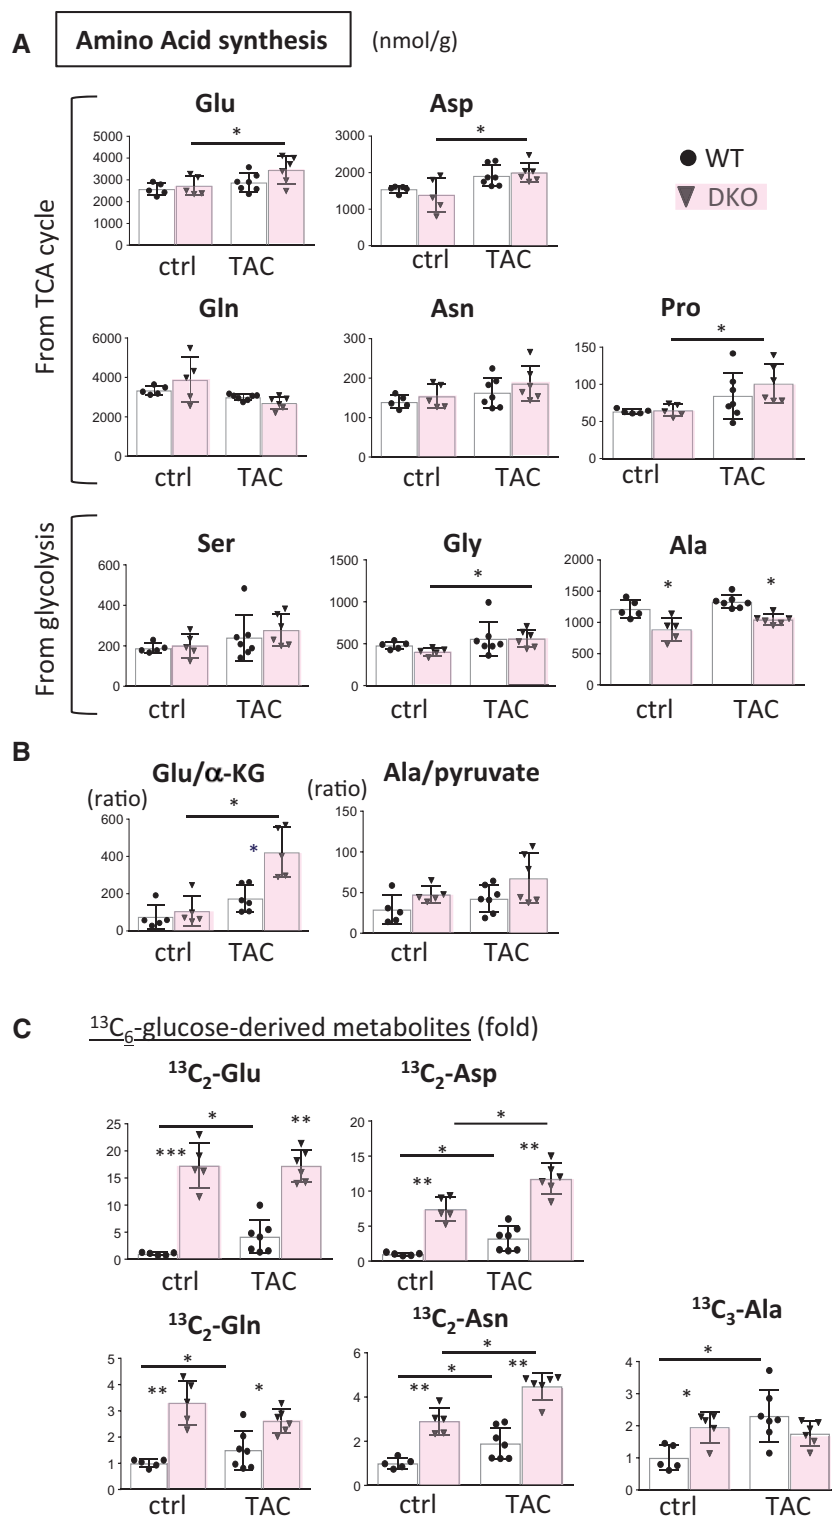 A
Amino Acid synthesis
(nmol/g)
From TCA cycle
Glu
5000
4000
3000
2000
1000
0
*
ctrl TAC
Asp
3000
2000
1000
0
*
ctrl TAC
WT
DKO
Gln
6000
4000
2000
0
ctrl TAC
Asn
300
200
100
0
ctrl TAC
Pro
150
100
50
0
*
ctrl TAC
From glycolysis
Ser
600
400
200
0
ctrl TAC
Gly
1500
1000
500
0
*
ctrl TAC
Ala
2000
1500
1000
500
0
* *
ctrl TAC
B
Glu/α-KG
(ratio)
600
400
200
0
*
*
ctrl TAC
Ala/pyruvate
(ratio)
150
100
50
0
ctrl TAC
C
¹³C₆-glucose-derived metabolites (fold)
¹³C₂-Glu
25
20
15
10
5
0
*
*** **
ctrl TAC
¹³C₂-Asp
20
15
10
5
0
*
*
** **
ctrl TAC
¹³C₂-Gln
5
4
3
2
1
0
*
** *
ctrl TAC
¹³C₂-Asn
6
4
2
0
*
*
** **
ctrl TAC
¹³C₃-Ala
4
3
2
1
0
*
*
ctrl TAC